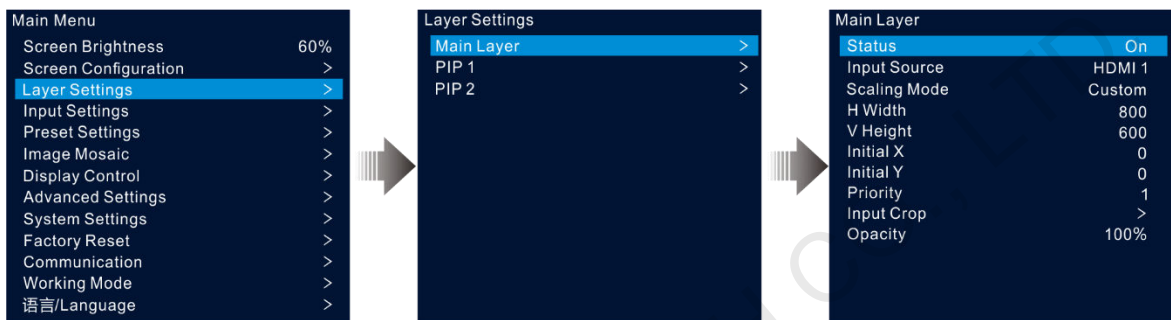 Main Menu
Screen Brightness 60%
Screen Configuration >
Layer Settings >
Input Settings >
Preset Settings >
Image Mosaic >
Display Control >
Advanced Settings >
System Settings >
Factory Reset >
Communication >
Working Mode >
语言/Language >
Layer Settings
Main Layer >
PIP 1 >
PIP 2 >
Main Layer
Status On
Input Source HDMI 1
Scaling Mode Custom
H Width 800
V Height 600
Initial X 0
Initial Y 0
Priority 1
Input Crop >
Opacity 100%